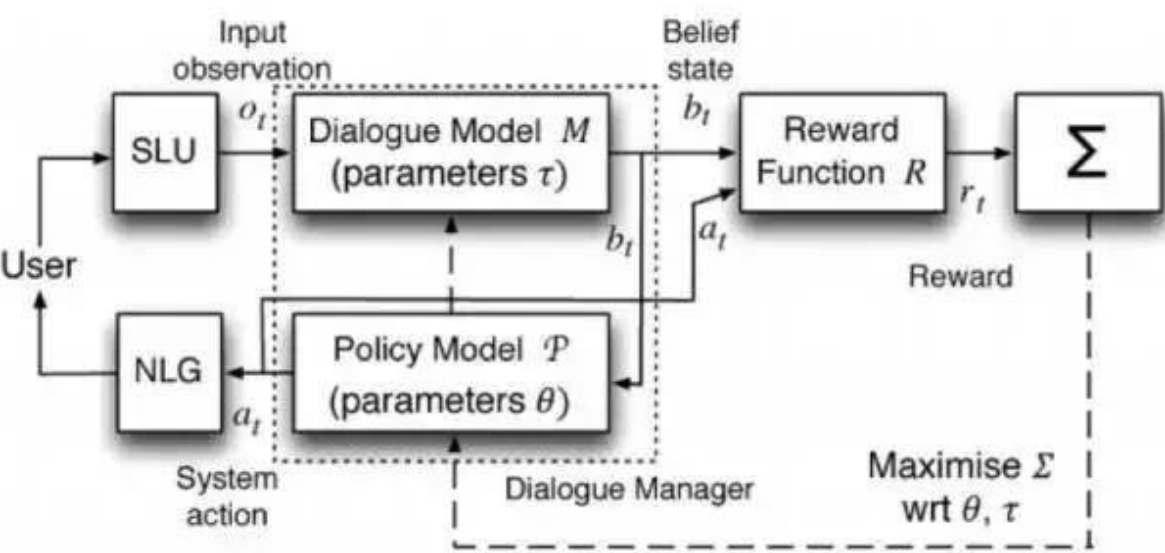 Input
observation
Belief
state
SLU
o_t
Dialogue Model M
(parameters τ)
b_t
Reward
Function R
r_t
Σ
User
b_t
a_t
Reward
NLG
a_t
Policy Model 𝒫
(parameters θ)
System
action
Dialogue Manager
Maximise Σ
wrt θ, τ